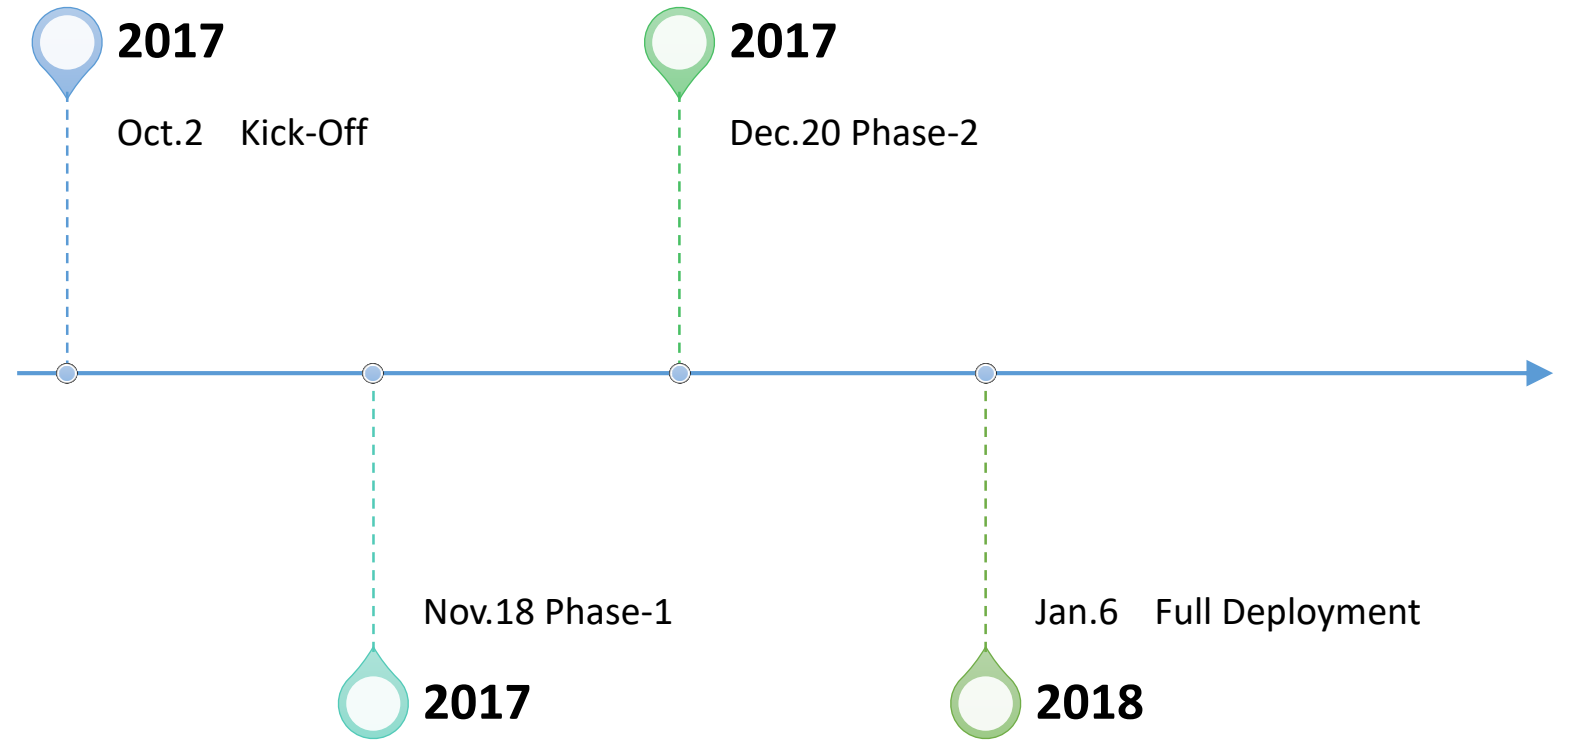 2017
Oct.2    Kick-Off
2017
Dec.20 Phase-2
Nov.18 Phase-1
2017
Jan.6    Full Deployment
2018